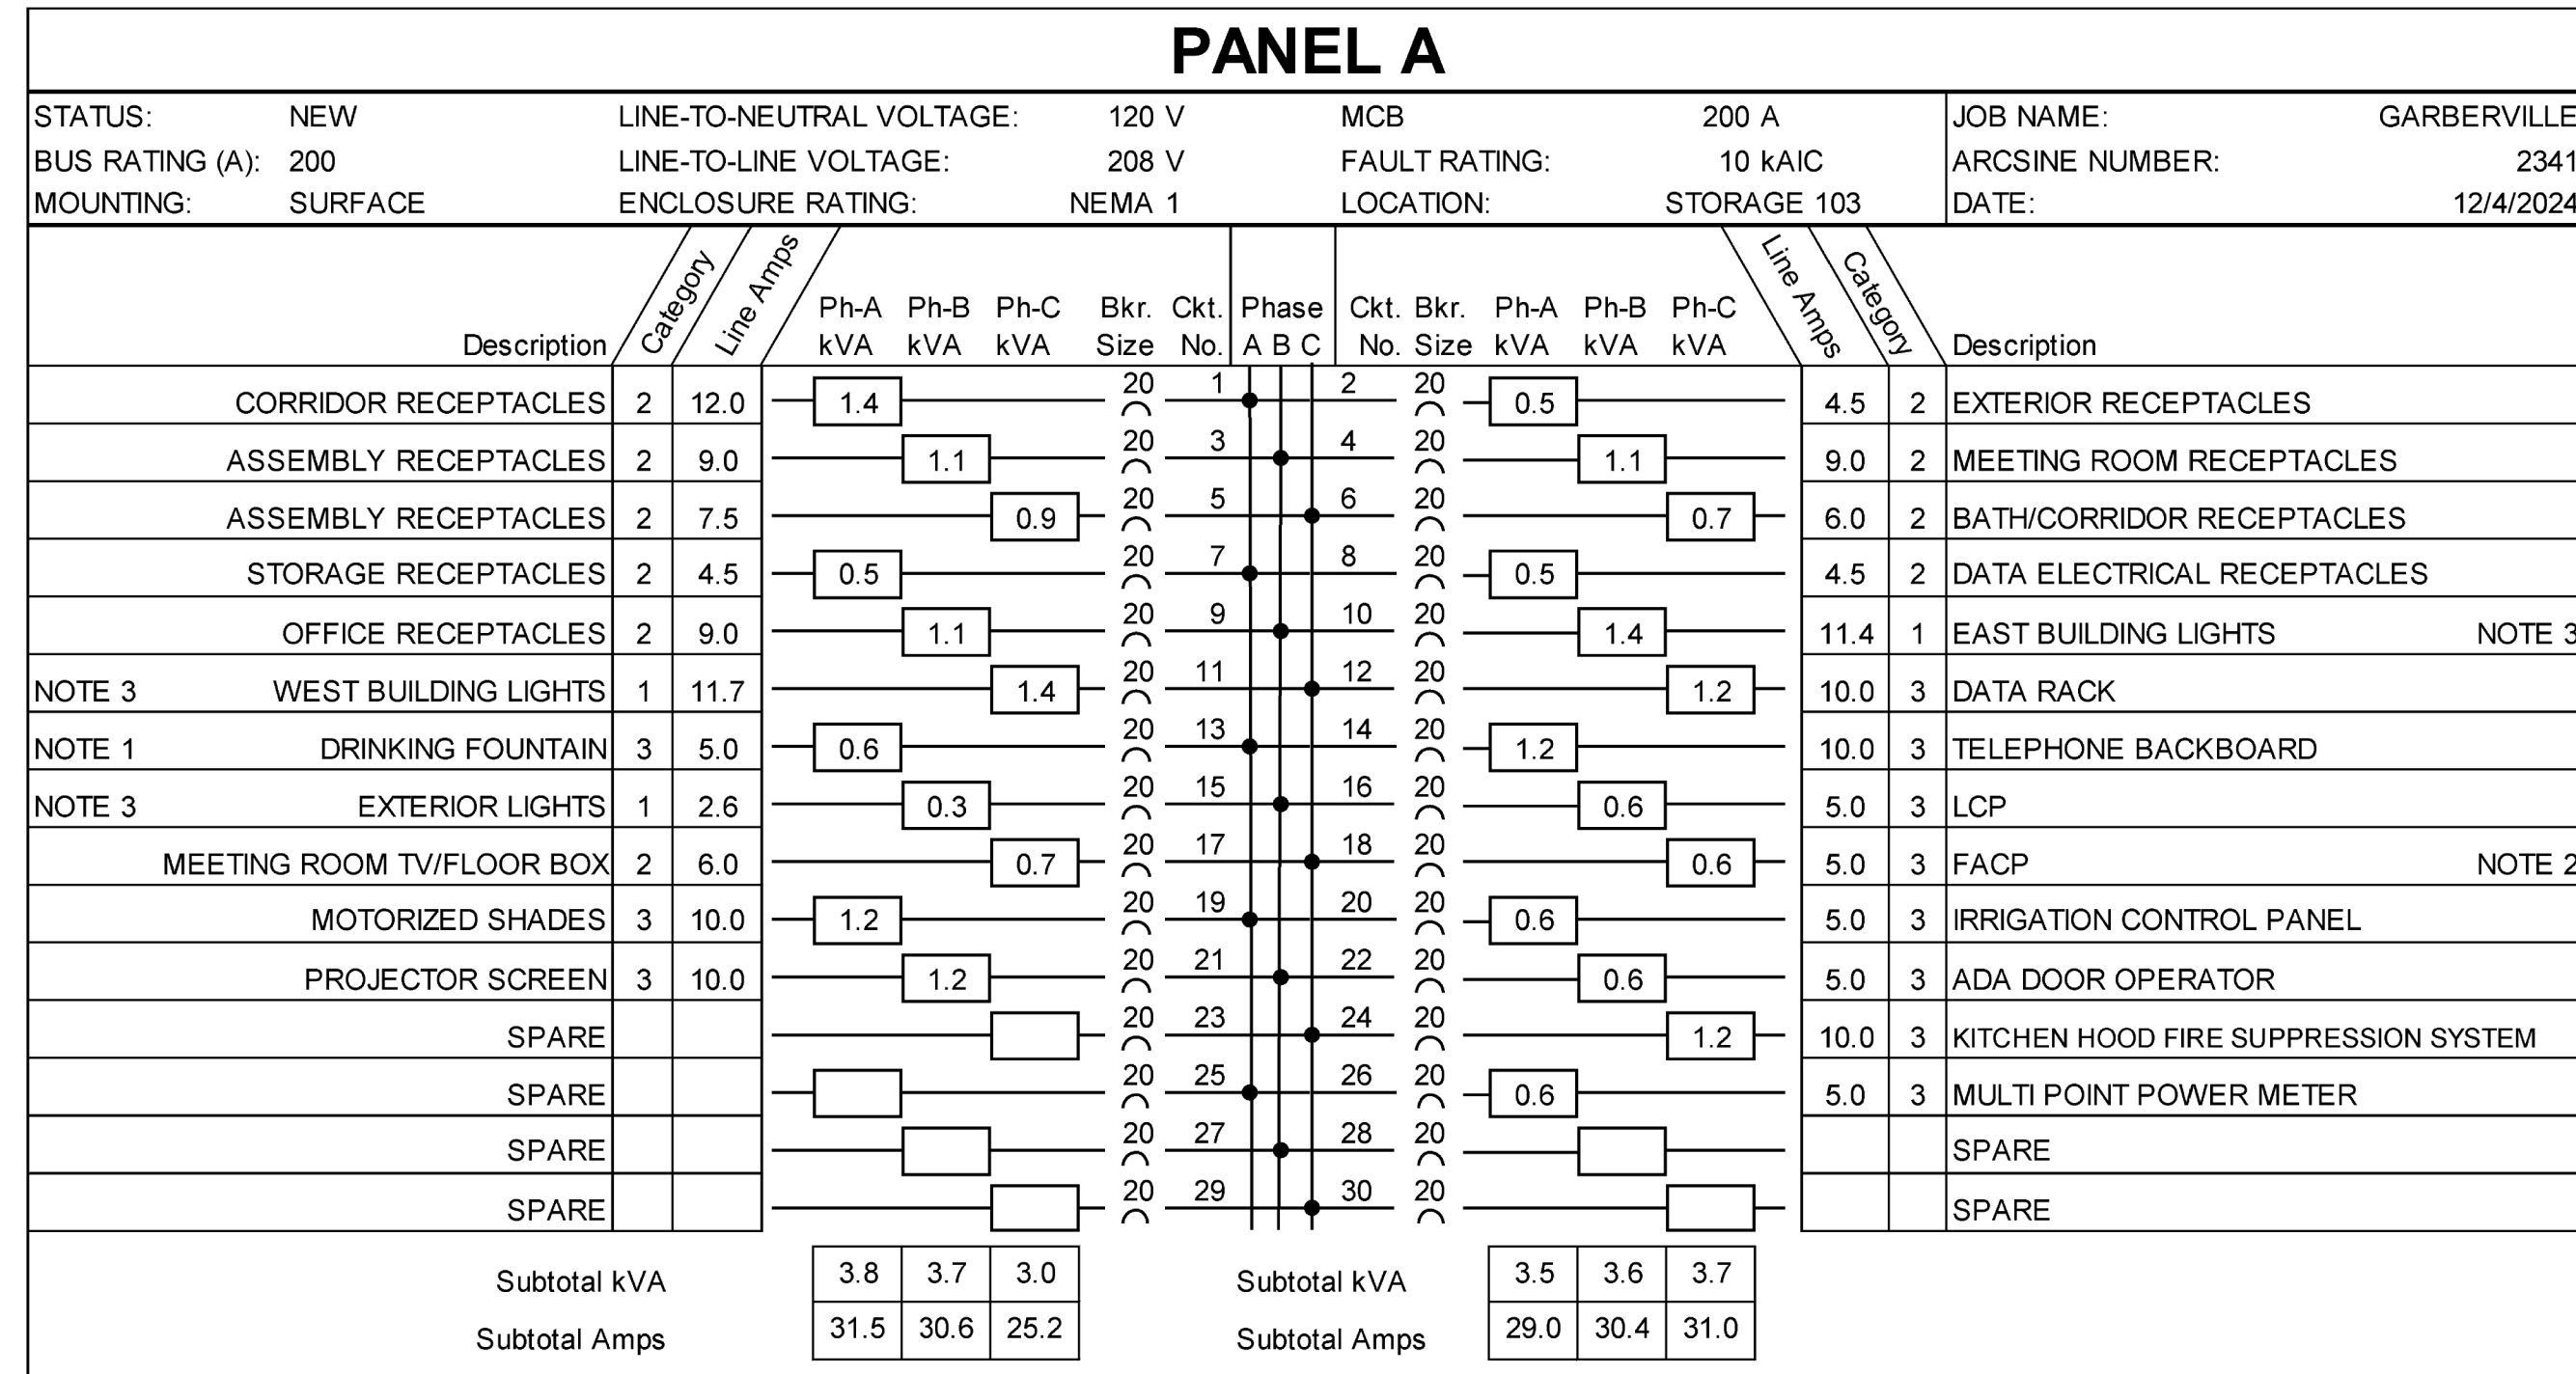 PANEL A
STATUS: NEW LINE-TO-NEUTRAL VOLTAGE: 120 V MCB 200 A JOB NAME: GARBERVILLE
BUS RATING (A): 200 LINE-TO-LINE VOLTAGE: 208 V FAULT RATING: 10 kAIC ARCSINE NUMBER: 2341
MOUNTING: SURFACE ENCLOSURE RATING: NEMA 1 LOCATION: STORAGE 103 DATE: 12/4/2024
Description Category Line Amps Ph-A kVA Ph-B kVA Ph-C kVA Bkr. Size Ckt. No. Phase A B C Ckt. No. Bkr. Size Ph-A kVA Ph-B kVA Ph-C kVA Line Amps Category Description
CORRIDOR RECEPTACLES 2 12.0 1.4 20 1 2 20 0.5 4.5 2 EXTERIOR RECEPTACLES
ASSEMBLY RECEPTACLES 2 9.0 1.1 20 3 4 20 1.1 9.0 2 MEETING ROOM RECEPTACLES
ASSEMBLY RECEPTACLES 2 7.5 0.9 20 5 6 20 0.7 6.0 2 BATH/CORRIDOR RECEPTACLES
STORAGE RECEPTACLES 2 4.5 0.5 20 7 8 20 0.5 4.5 2 DATA ELECTRICAL RECEPTACLES
OFFICE RECEPTACLES 2 9.0 1.1 20 9 10 20 1.4 11.4 1 EAST BUILDING LIGHTS NOTE 3
NOTE 3 WEST BUILDING LIGHTS 1 11.7 1.4 20 11 12 20 1.2 10.0 3 DATA RACK
NOTE 1 DRINKING FOUNTAIN 3 5.0 0.6 20 13 14 20 1.2 10.0 3 TELEPHONE BACKBOARD
NOTE 3 EXTERIOR LIGHTS 1 2.6 0.3 20 15 16 20 0.6 5.0 3 LCP
MEETING ROOM TV/FLOOR BOX 2 6.0 0.7 20 17 18 20 0.6 5.0 3 FACP NOTE 2
MOTORIZED SHADES 3 10.0 1.2 20 19 20 20 0.6 5.0 3 IRRIGATION CONTROL PANEL
PROJECTOR SCREEN 3 10.0 1.2 20 21 22 20 0.6 5.0 3 ADA DOOR OPERATOR
SPARE 20 23 24 20 1.2 10.0 3 KITCHEN HOOD FIRE SUPPRESSION SYSTEM
SPARE 20 25 26 20 0.6 5.0 3 MULTI POINT POWER METER
SPARE 20 27 28 20 SPARE
SPARE 20 29 30 20 SPARE
Subtotal kVA 3.8 3.7 3.0 Subtotal kVA 3.5 3.6 3.7
Subtotal Amps 31.5 30.6 25.2 Subtotal Amps 29.0 30.4 31.0